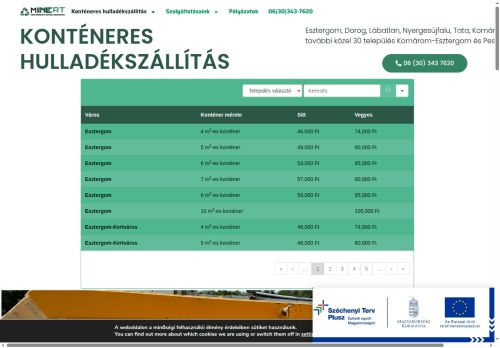 MINERT
Konténeres hulladékszállítás
Szolgáltatásaink
Pályázatok
06(30)343-7620
KONTÉNERES
HULLADÉKSZÁLLÍTÁS
Esztergom, Dorog, Lábatlan, Nyergesújfalu, Tata, Komár
további közel 30 település Komárom-Esztergom és Pes
06 (30) 343 7620
Település választó
Keresés
Város Konténer mérete Sitt Vegyes
Esztergom 4 m³-es konténer 46,000 Ft 74,000 Ft
Esztergom 5 m³-es konténer 49,000 Ft 80,000 Ft
Esztergom 6 m³-es konténer 53,000 Ft 85,000 Ft
Esztergom 7 m³-es konténer 57,000 Ft 90,000 Ft
Esztergom 8 m³-es konténer 59,000 Ft 95,000 Ft
Esztergom 10 m³-es konténer 105,000 Ft
Esztergom-Kertváros 4 m³-es konténer 46,000 Ft 74,000 Ft
Esztergom-Kertváros 5 m³-es konténer 49,000 Ft 80,000 Ft
« ‹ ... 1 2 3 4 5 ... › »
Széchenyi Terv
Plusz
Építünk együtt
Magyarországot!
MAGYARORSZÁG
KORMÁNYA
Az Európai Unió
társfinanszírozásával
A weboldalon a minőségi felhasználói élmény érdekében sütiket használunk.
You can find out more about which cookies we are using or switch them off in setti